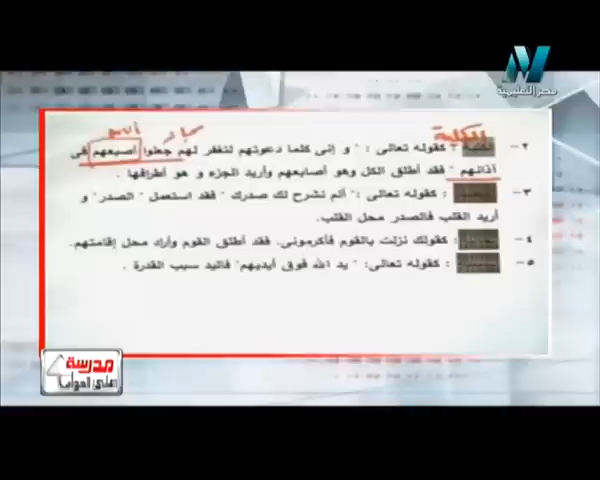 مصر التعليمية
الكلية
مجاز
٢- : كقوله تعالى : " و إنى كلما دعوتهم لتغفر لهم جعلوا أصبعهم فى
آذانهم " فقد أطلق الكل وهو أصابعهم وأريد الجزء و هو أطرافها .
٣- : كقوله تعالى : " ألم نشرح لك صدرك " فقد استعمل " الصدر " و
أريد القلب فالصدر محل القلب.
٤- : كقولك نزلت بالقوم فأكرمونى. فقد أطلق القوم وأراد محل إقامتهم.
٥- : كقوله تعالى: " يد الله فوق أيديهم" فاليد سبب القدرة .
مدرسة
على الهواء